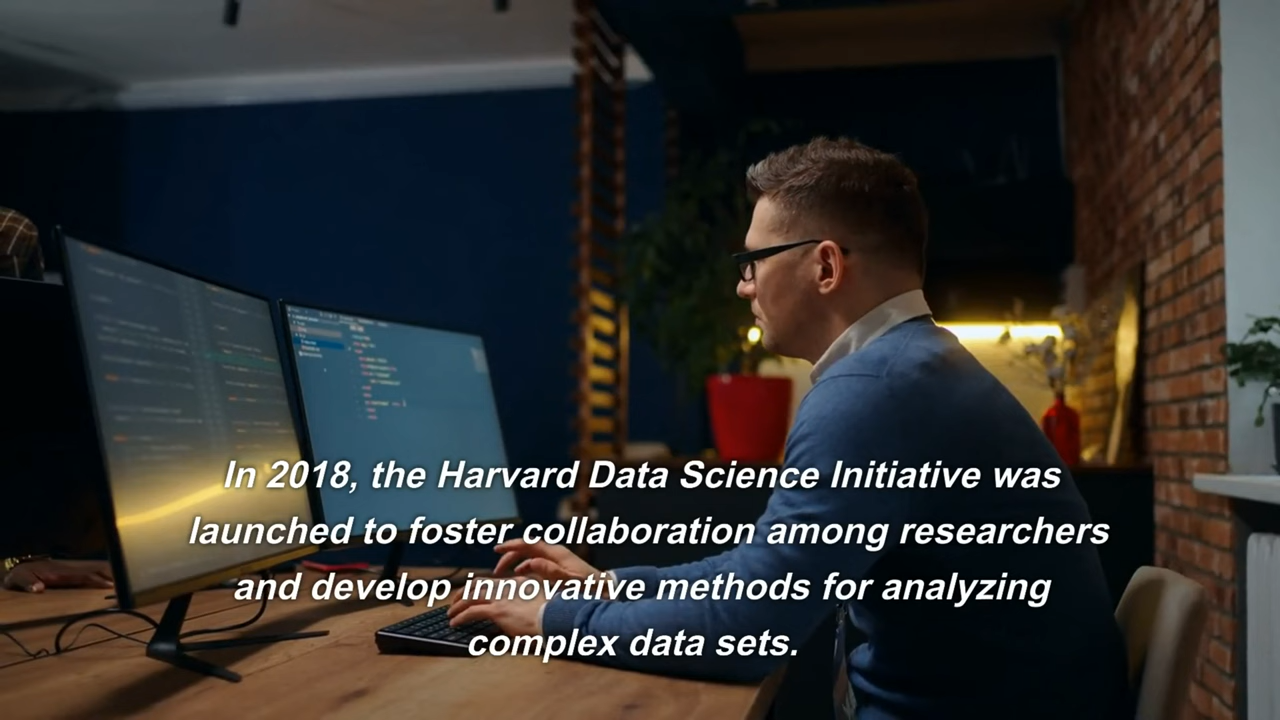 In 2018, the Harvard Data Science Initiative was
launched to foster collaboration among researchers
and develop innovative methods for analyzing
complex data sets.